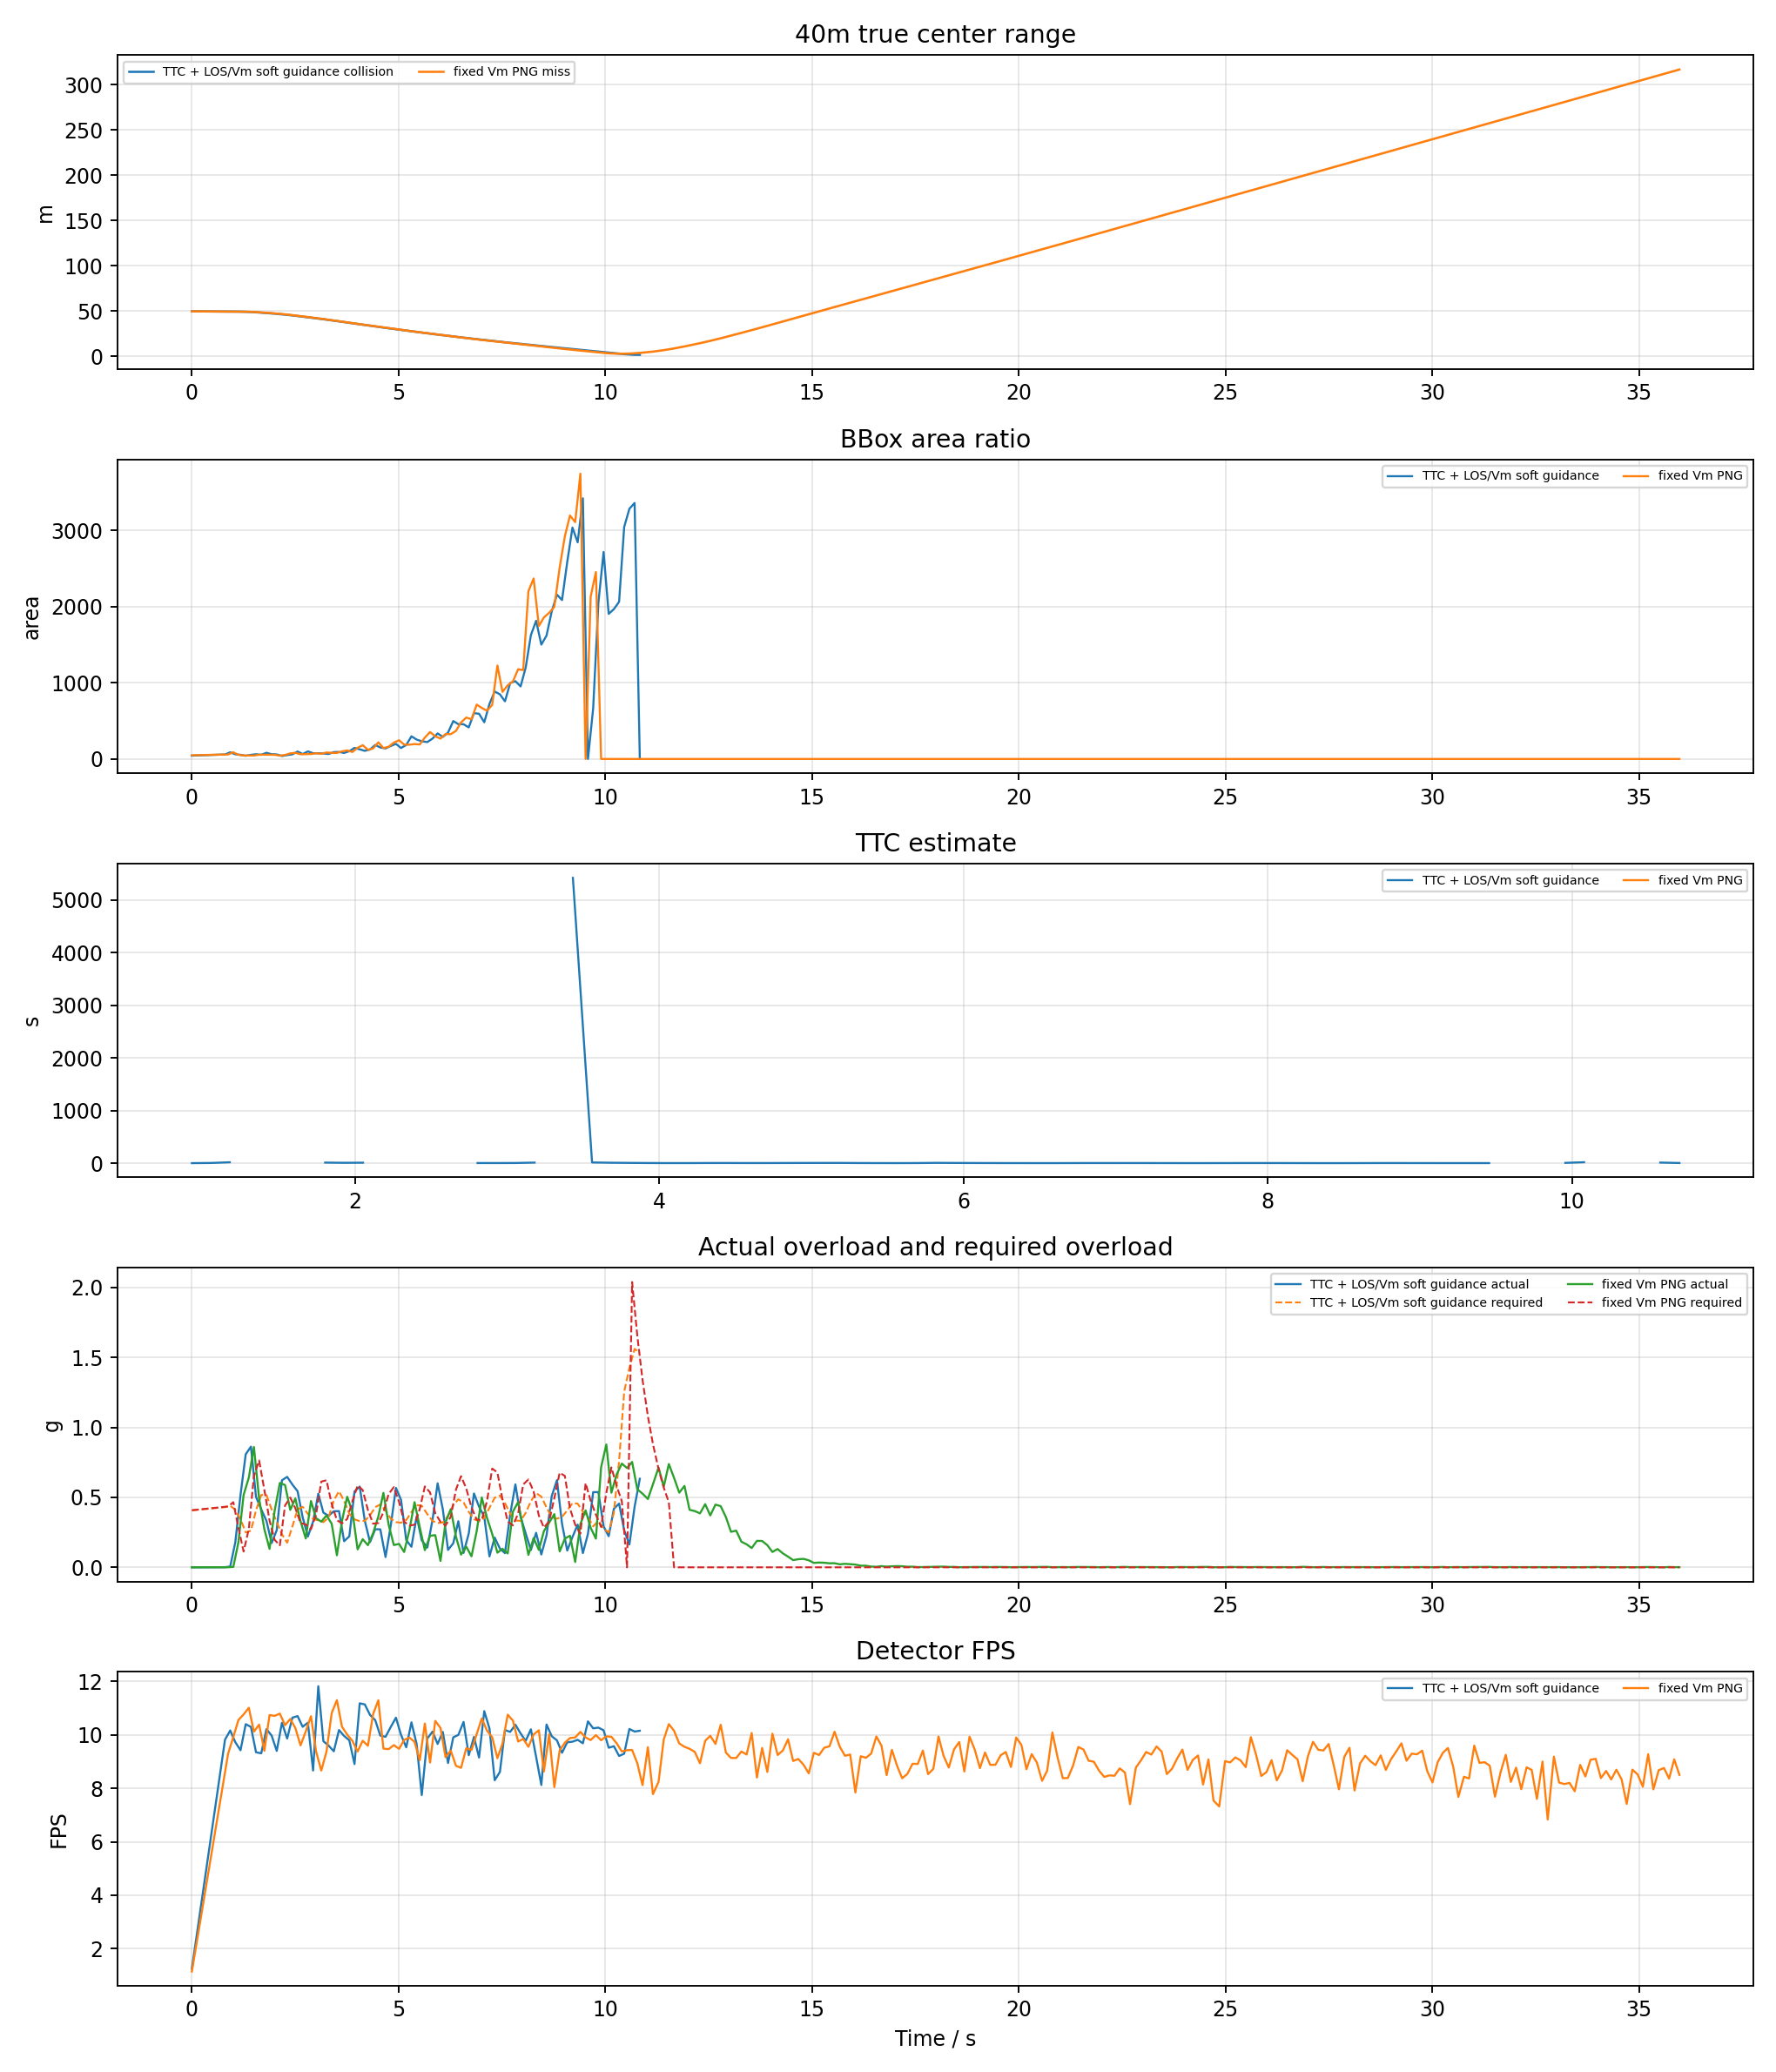 40m true center range
TTC + LOS/Vm soft guidance collision
fixed Vm PNG miss
m
300
250
200
150
100
50
0
0 5 10 15 20 25 30 35
BBox area ratio
TTC + LOS/Vm soft guidance
fixed Vm PNG
area
3000
2000
1000
0
0 5 10 15 20 25 30 35
TTC estimate
TTC + LOS/Vm soft guidance
fixed Vm PNG
s
5000
4000
3000
2000
1000
0
2 4 6 8 10
Actual overload and required overload
TTC + LOS/Vm soft guidance actual
TTC + LOS/Vm soft guidance required
fixed Vm PNG actual
fixed Vm PNG required
g
2.0
1.5
1.0
0.5
0.0
0 5 10 15 20 25 30 35
Detector FPS
TTC + LOS/Vm soft guidance
fixed Vm PNG
FPS
12
10
8
6
4
2
0 5 10 15 20 25 30 35
Time / s